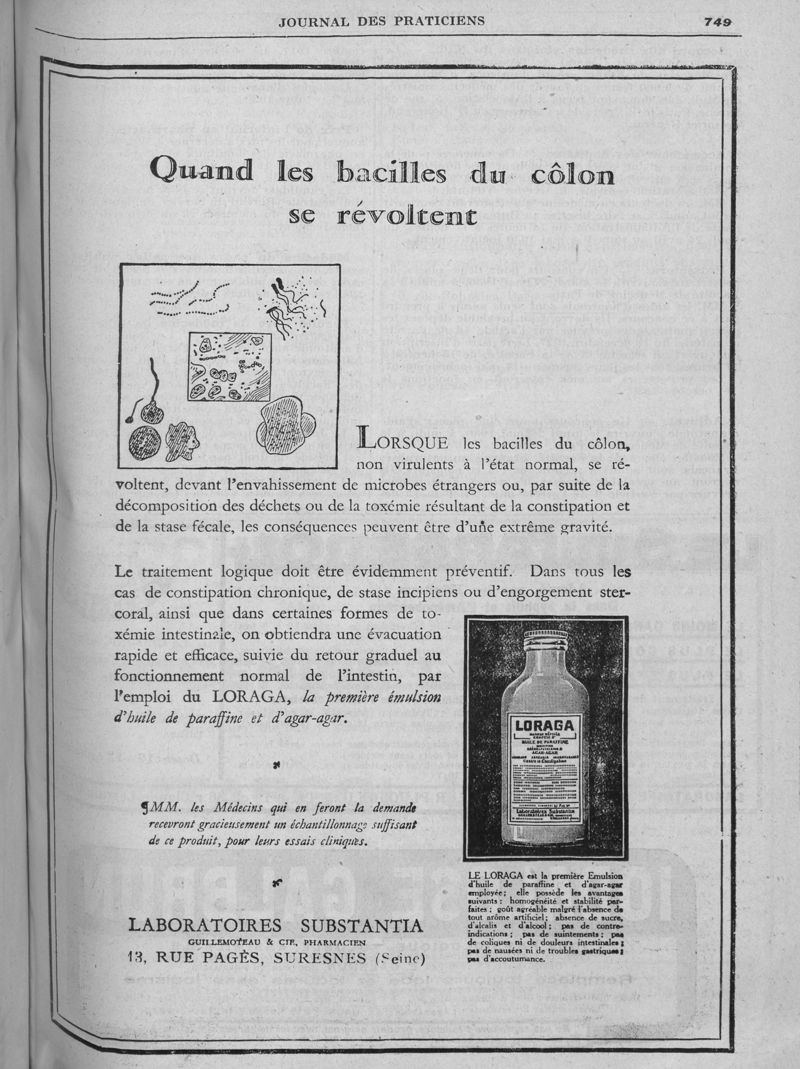 JOURNAL DES PRATICIENS 749
Quand les bacilles du côlon
se révoltent
LORSQUE les bacilles du côlon,
non virulents à l'état normal, se ré-
voltent, devant l'envahissement de microbes étrangers ou, par suite de la
décomposition des déchets ou de la toxémie résultant de la constipation et
de la stase fécale, les conséquences peuvent être d'une extrême gravité.
Le traitement logique doit être évidemment préventif. Dans tous les
cas de constipation chronique, de stase incipiens ou d'engorgement ster-
coral, ainsi que dans certaines formes de to-
xémie intestinale, on obtiendra une évacuation
rapide et efficace, suivie du retour graduel au
fonctionnement normal de l'intestin, par
l'emploi du LORAGA, la première émulsion
d'huile de paraffine et d'agar-agar.
¶MM. les Médecins qui en feront la demande
recevront gracieusement un échantillonnage suffisant
de ce produit, pour leurs essais cliniques.
LABORATOIRES SUBSTANTIA
GUILLEMOTEAU & CIE, PHARMACIEN
13, RUE PAGÈS, SURESNES (Seine)
LORAGA
HUILE DE PARAFFINE
AGAR-AGAR
Laboratoires Substantia
LE LORAGA est la première Emulsion
d'huile de paraffine et d'agar-agar
employée; elle possède les avantages
suivants : homogénéité et stabilité par-
faites ; goût agréable malgré l'absence de
tout arôme artificiel; absence de sucre,
d'alcalis et d'alcool; pas de contre-
indications ; pas de suintements; pas
de coliques ni de douleurs intestinales;
pas de nausées ni de troubles gastriques;
pas d'accoutumance.